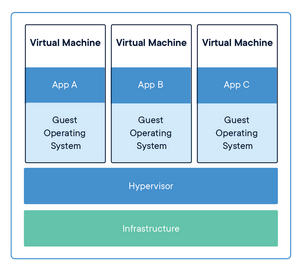 Virtual Machine
App A
Guest
Operating
System
Virtual Machine
App B
Guest
Operating
System
Virtual Machine
App C
Guest
Operating
System
Hypervisor
Infrastructure